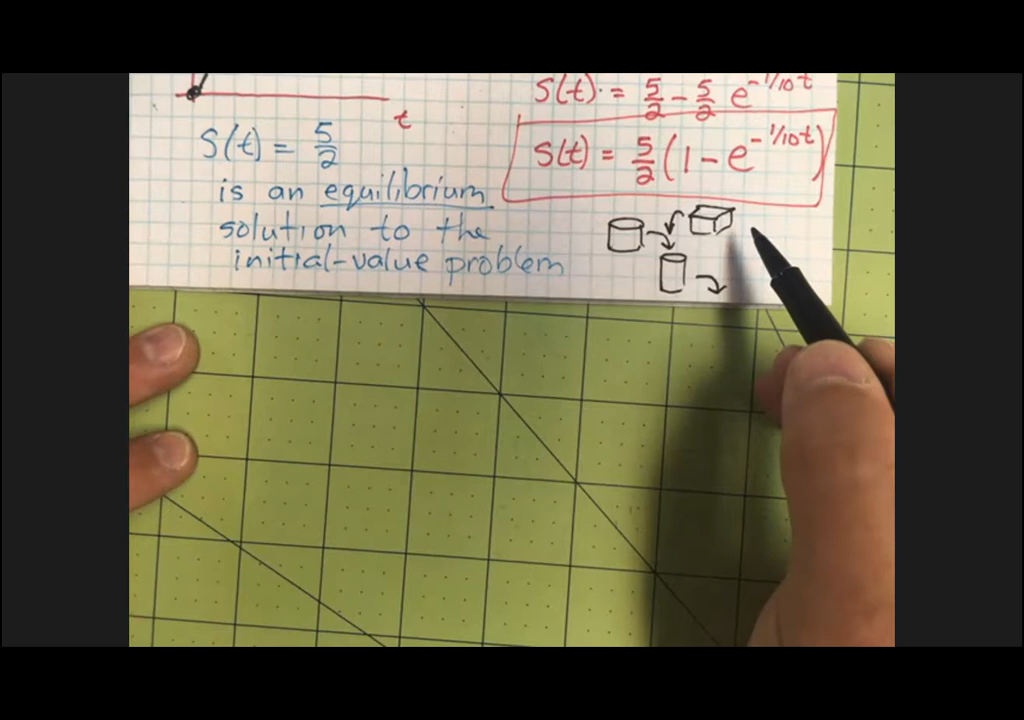 t
S(t) = 5/2
is an equilibrium
solution to the
initial-value problem
S(t) = 5/2 - 5/2 e^{-1/10 t}
S(t) = 5/2 (1 - e^{-1/10 t})